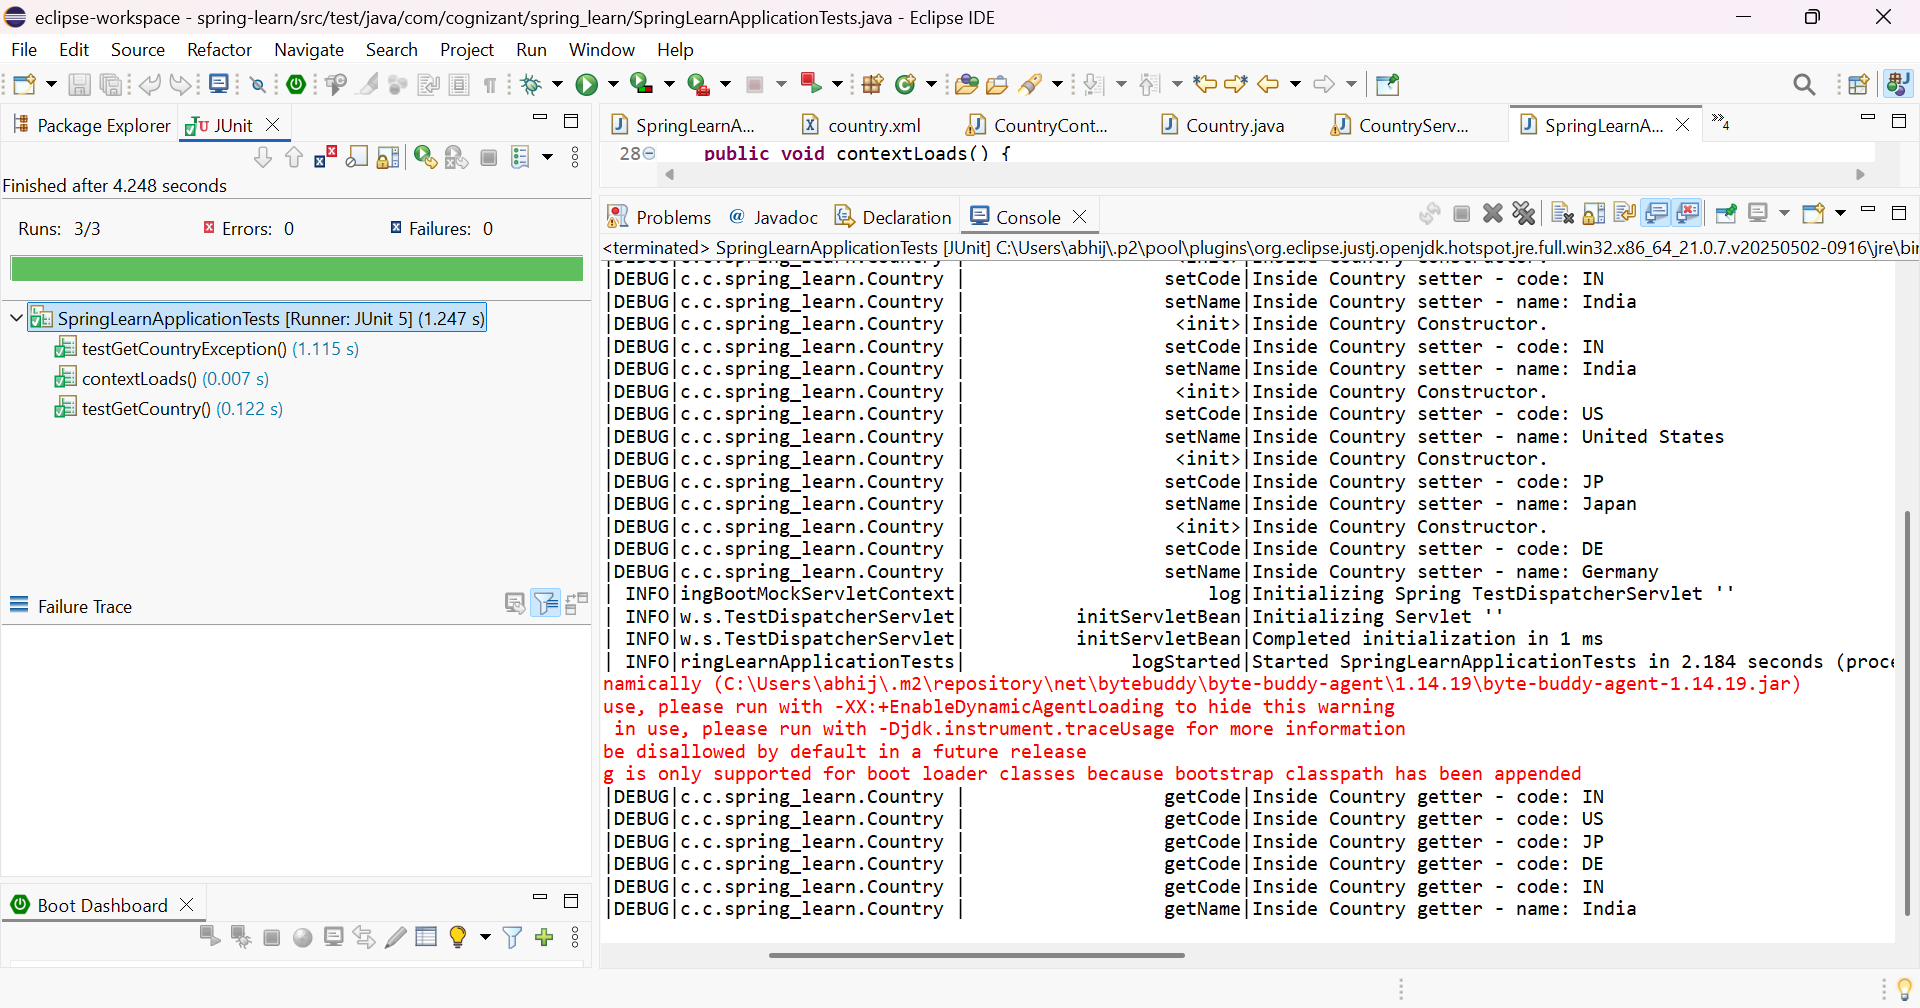 eclipse-workspace - spring-learn/src/test/java/com/cognizant/spring_learn/SpringLearnApplicationTests.java - Eclipse IDE
File Edit Source Refactor Navigate Search Project Run Window Help
Package Explorer JUnit
Finished after 4.248 seconds
Runs: 3/3 Errors: 0 Failures: 0
SpringLearnApplicationTests [Runner: JUnit 5] (1.247 s)
testGetCountryException() (1.115 s)
contextLoads() (0.007 s)
testGetCountry() (0.122 s)
Failure Trace
Boot Dashboard
SpringLearnA... country.xml CountryCont... Country.java CountryServ... SpringLearnA... »4
28 public void contextLoads() {
Problems Javadoc Declaration Console
<terminated> SpringLearnApplicationTests [JUnit] C:\Users\abhij\.p2\pool\plugins\org.eclipse.justj.openjdk.hotspot.jre.full.win32.x86_64_21.0.7.v20250502-0916\jre\bin
|DEBUG|c.c.spring_learn.Country | setCode|Inside Country setter - code: IN
|DEBUG|c.c.spring_learn.Country | setName|Inside Country setter - name: India
|DEBUG|c.c.spring_learn.Country | <init>|Inside Country Constructor.
|DEBUG|c.c.spring_learn.Country | setCode|Inside Country setter - code: IN
|DEBUG|c.c.spring_learn.Country | setName|Inside Country setter - name: India
|DEBUG|c.c.spring_learn.Country | <init>|Inside Country Constructor.
|DEBUG|c.c.spring_learn.Country | setCode|Inside Country setter - code: US
|DEBUG|c.c.spring_learn.Country | setName|Inside Country setter - name: United States
|DEBUG|c.c.spring_learn.Country | <init>|Inside Country Constructor.
|DEBUG|c.c.spring_learn.Country | setCode|Inside Country setter - code: JP
|DEBUG|c.c.spring_learn.Country | setName|Inside Country setter - name: Japan
|DEBUG|c.c.spring_learn.Country | <init>|Inside Country Constructor.
|DEBUG|c.c.spring_learn.Country | setCode|Inside Country setter - code: DE
|DEBUG|c.c.spring_learn.Country | setName|Inside Country setter - name: Germany
| INFO|ingBootMockServletContext| log|Initializing Spring TestDispatcherServlet ''
| INFO|w.s.TestDispatcherServlet| initServletBean|Initializing Servlet ''
| INFO|w.s.TestDispatcherServlet| initServletBean|Completed initialization in 1 ms
| INFO|ringLearnApplicationTests| logStarted|Started SpringLearnApplicationTests in 2.184 seconds (proce
namically (C:\Users\abhij\.m2\repository\net\bytebuddy\byte-buddy-agent\1.14.19\byte-buddy-agent-1.14.19.jar)
use, please run with -XX:+EnableDynamicAgentLoading to hide this warning
in use, please run with -Djdk.instrument.traceUsage for more information
be disallowed by default in a future release
g is only supported for boot loader classes because bootstrap classpath has been appended
|DEBUG|c.c.spring_learn.Country | getCode|Inside Country getter - code: IN
|DEBUG|c.c.spring_learn.Country | getCode|Inside Country getter - code: US
|DEBUG|c.c.spring_learn.Country | getCode|Inside Country getter - code: JP
|DEBUG|c.c.spring_learn.Country | getCode|Inside Country getter - code: DE
|DEBUG|c.c.spring_learn.Country | getCode|Inside Country getter - code: IN
|DEBUG|c.c.spring_learn.Country | getName|Inside Country getter - name: India